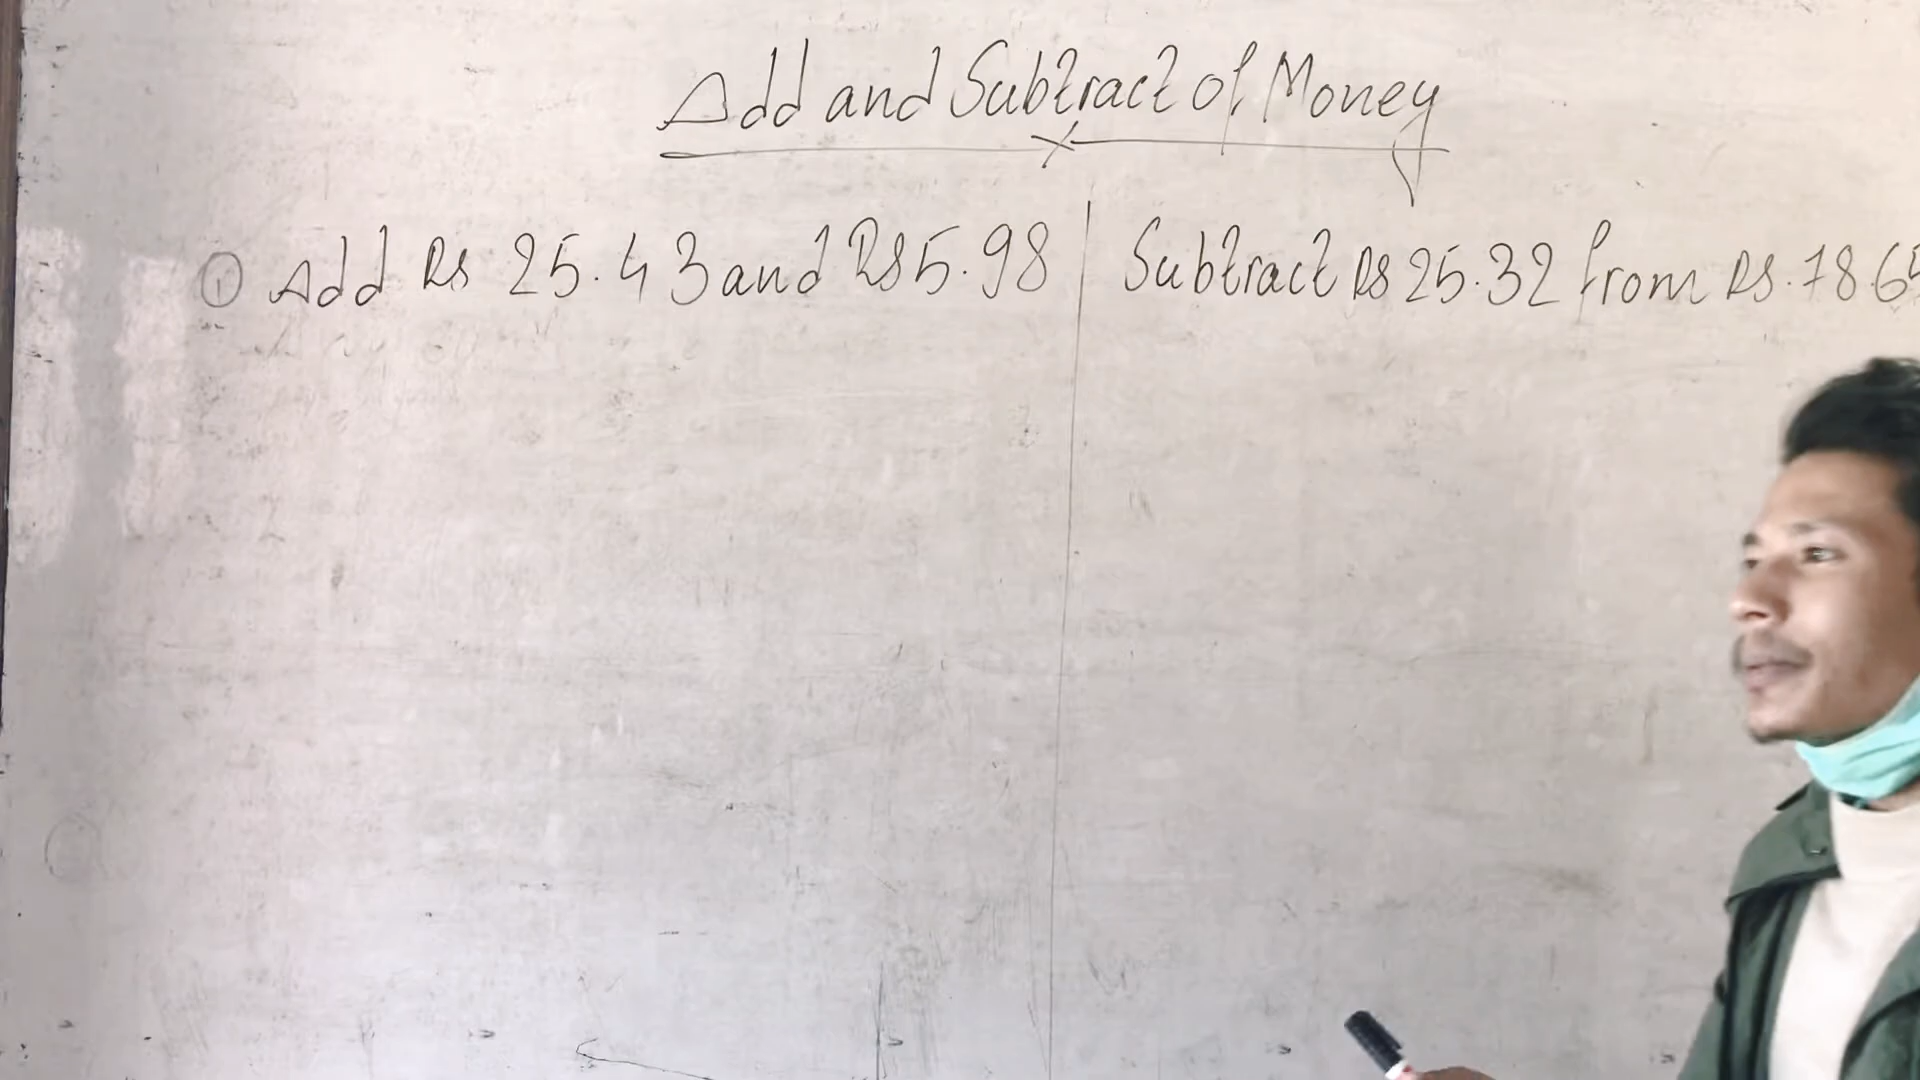 Add and Subtract of Money
① Add Rs 25.43 and Rs 5.98 | Subtract Rs 25.32 from Rs. 78.65